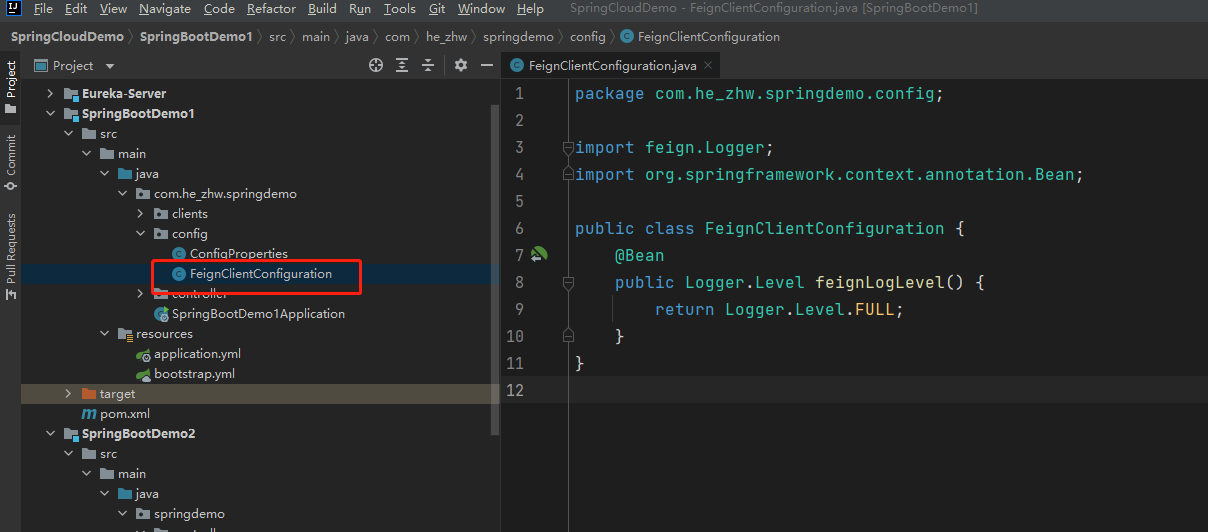 IJ File Edit View Navigate Code Refactor Build Run Tools Git Window Help SpringCloudDemo - FeignClientConfiguration.java [SpringBootDemo1]
SpringCloudDemo SpringBootDemo1 src main java com he_zhw springdemo config C FeignClientConfiguration
Project
Commit
Pull Requests
Project
Eureka-Server
SpringBootDemo1
src
main
java
com.he_zhw.springdemo
clients
config
C ConfigProperties
C FeignClientConfiguration
controller
C SpringBootDemo1Application
resources
application.yml
bootstrap.yml
target
m pom.xml
SpringBootDemo2
src
main
java
springdemo
C FeignClientConfiguration.java
1 package com.he_zhw.springdemo.config;
2
3 import feign.Logger;
4 import org.springframework.context.annotation.Bean;
5
6 public class FeignClientConfiguration {
7 @Bean
8 public Logger.Level feignLogLevel() {
9 return Logger.Level.FULL;
10 }
11 }
12